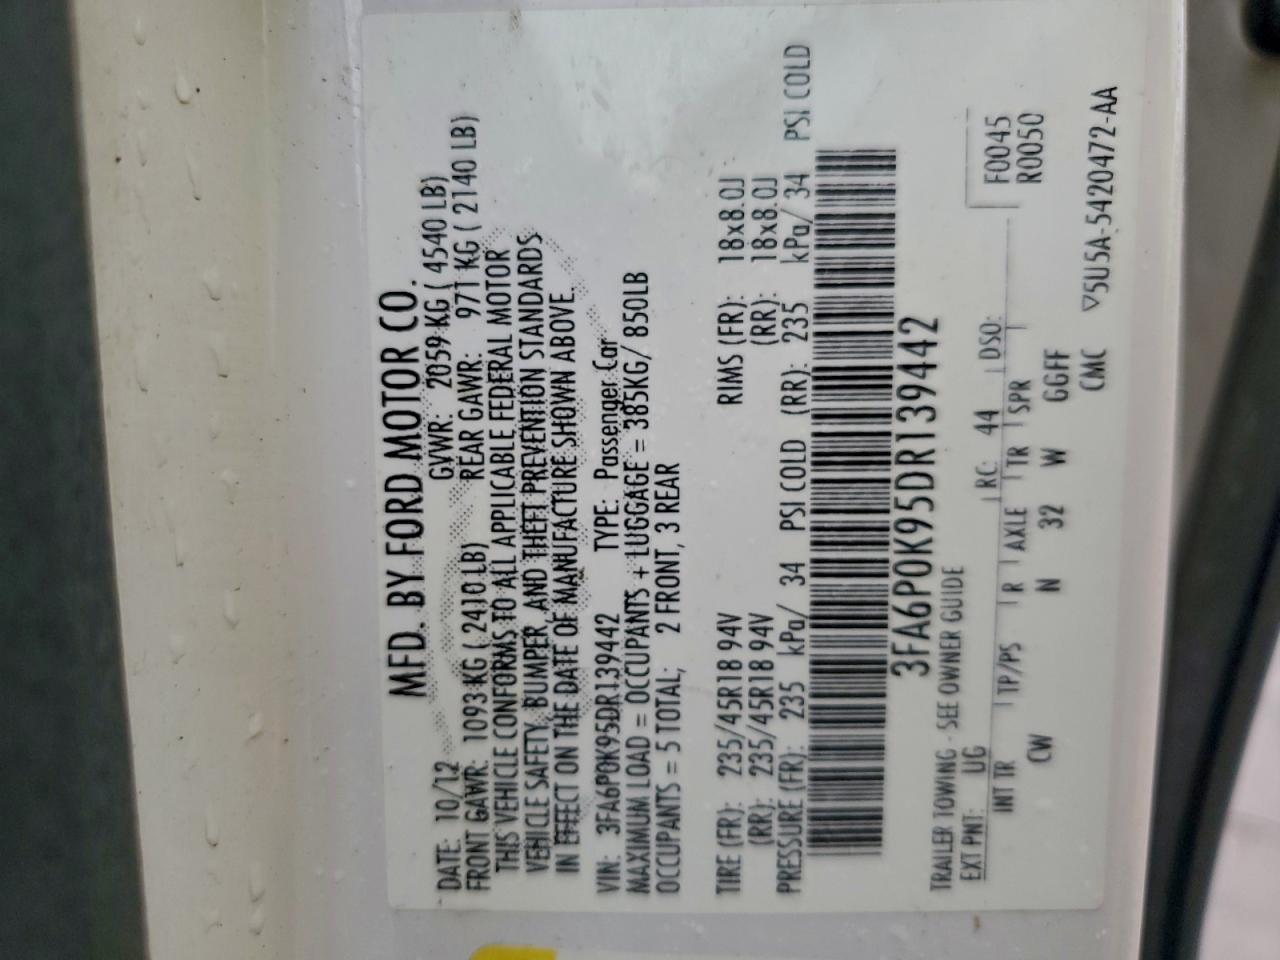 MFD. BY FORD MOTOR CO.
DATE: 10/12 GVWR: 2059 KG ( 4540 LB)
FRONT GAWR: 1093 KG ( 2410 LB) REAR GAWR: 971 KG ( 2140 LB)
THIS VEHICLE CONFORMS TO ALL APPLICABLE FEDERAL MOTOR
VEHICLE SAFETY, BUMPER, AND THEFT PREVENTION STANDARDS
IN EFFECT ON THE DATE OF MANUFACTURE SHOWN ABOVE.
VIN: 3FA6P0K95DR139442 TYPE: Passenger Car
MAXIMUM LOAD = OCCUPANTS + LUGGAGE = 385KG/ 850LB
OCCUPANTS = 5 TOTAL; 2 FRONT, 3 REAR
TIRE (FR): 235/45R18 94V RIMS (FR): 18x8.0J
(RR): 235/45R18 94V (RR): 18x8.0J
PRESSURE (FR): 235 kPa/ 34 PSI COLD (RR): 235 kPa/ 34 PSI COLD
3FA6P0K95DR139442
TRAILER TOWING - SEE OWNER GUIDE
EXT PNT: UG RC: 44 DSO: F0045
INT TR TP/PS R AXLE TR SPR R0050
CW N 32 W GGFF
CMC
▽5U5A-5420472-AA